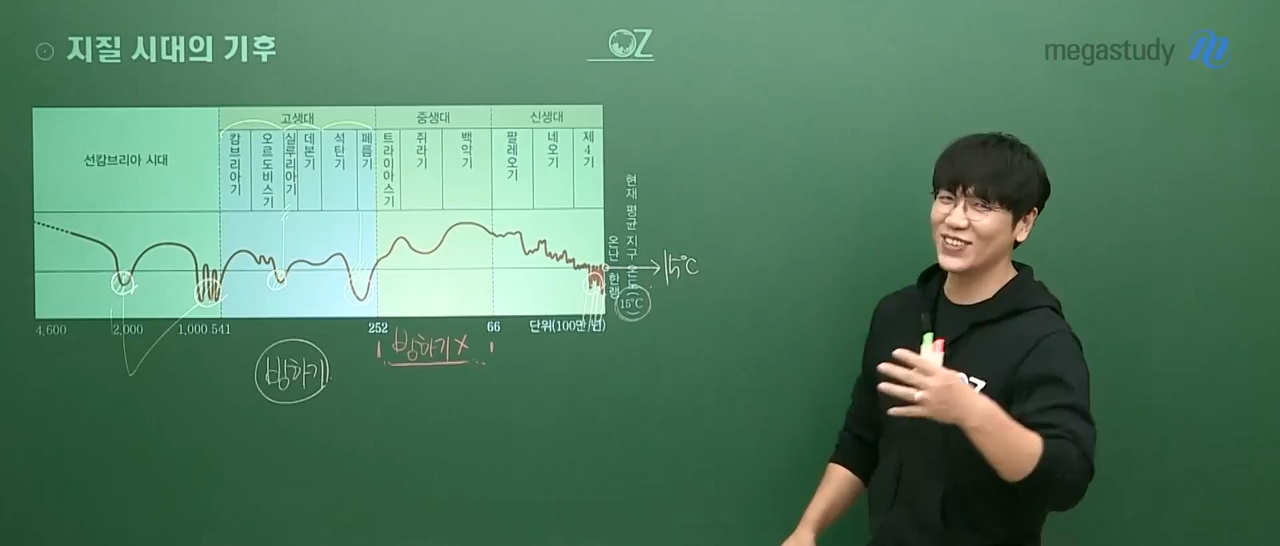 지질 시대의 기후
OZ
megastudy
선캄브리아 시대
고생대
중생대
신생대
캄브리아기
오르도비스기
실루리아기
데본기
석탄기
페름기
트라이아스기
쥐라기
백악기
팔레오기
네오기
제4기
현재 평균 지구 온도
(15℃)
온난
한랭
15℃
4,600
2,000
1,000
541
252
66
단위(100만 년)
빙하기
빙하기 X
OZ